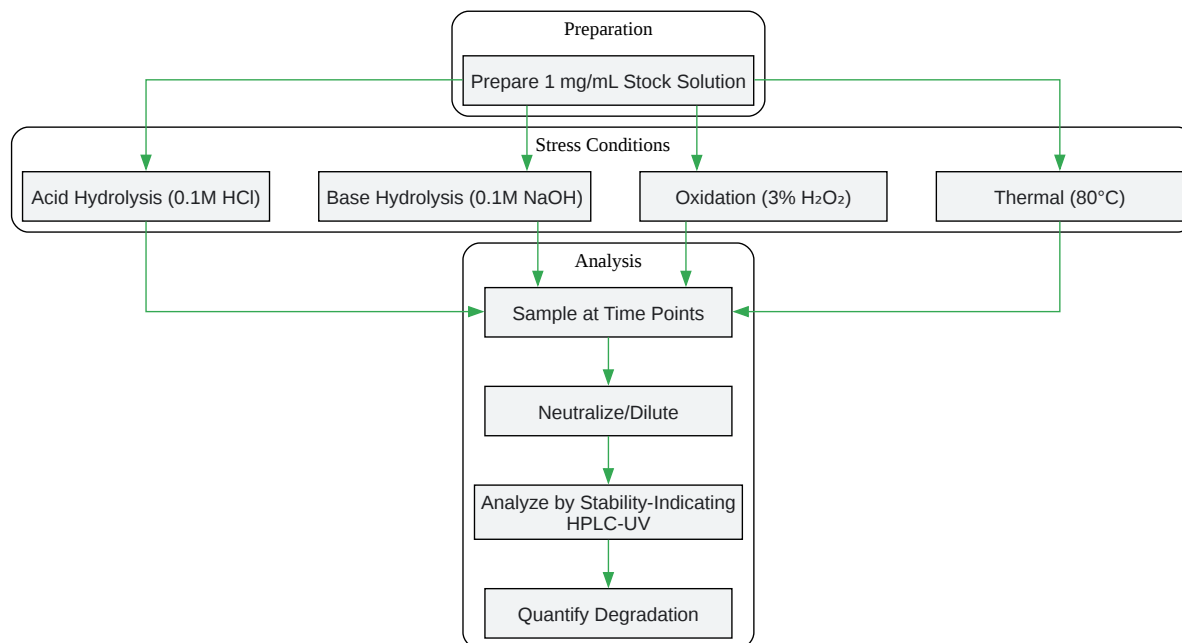 Preparation
Prepare 1 mg/mL Stock Solution
Stress Conditions
Acid Hydrolysis (0.1M HCl)
Base Hydrolysis (0.1M NaOH)
Oxidation (3% H₂O₂)
Thermal (80°C)
Analysis
Sample at Time Points
Neutralize/Dilute
Analyze by Stability-Indicating
HPLC-UV
Quantify Degradation